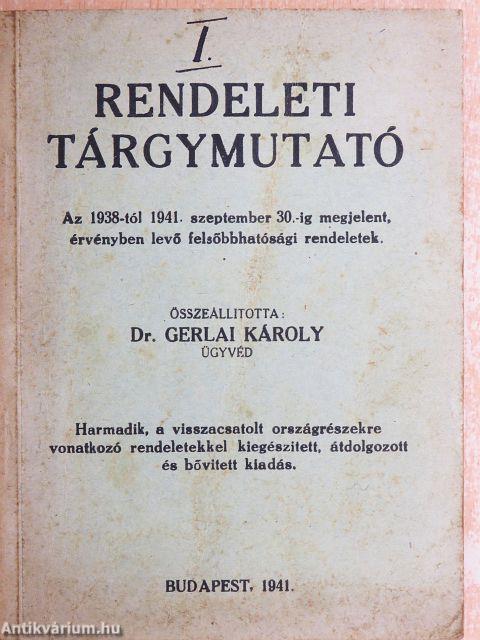 I.
RENDELETI
TÁRGYMUTATÓ
Az 1938-tól 1941. szeptember 30.-ig megjelent,
érvényben levő felsőbbhatósági rendeletek.
ÖSSZEÁLLITOTTA:
Dr. GERLAI KÁROLY
ÜGYVÉD
Harmadik, a visszacsatolt országrészekre
vonatkozó rendeletekkel kiegészitett, átdolgozott
és bővitett kiadás.
BUDAPEST, 1941.
Antikvárium.hu